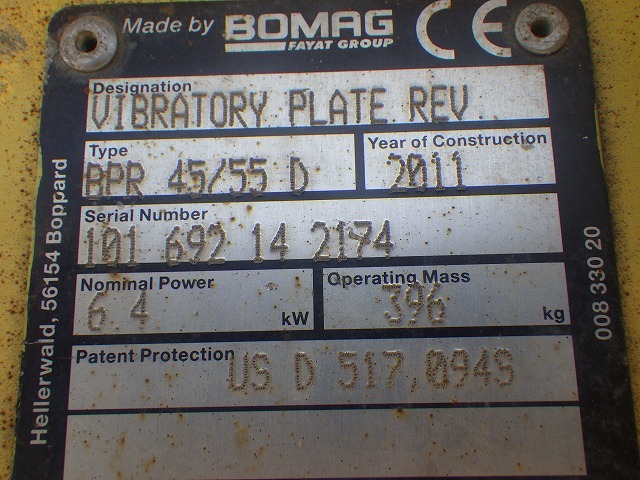 Made by BOMAG CE
FAYAT GROUP
Designation
VIBRATORY PLATE REV.
Type
BPR 45/55 D
Year of Construction
2011
Serial Number
101 692 14 2174
Nominal Power
6.4 kW
Operating Mass
396 kg
Patent Protection
US D 517,094S
Hellerwald, 56154 Boppard
008 330 20